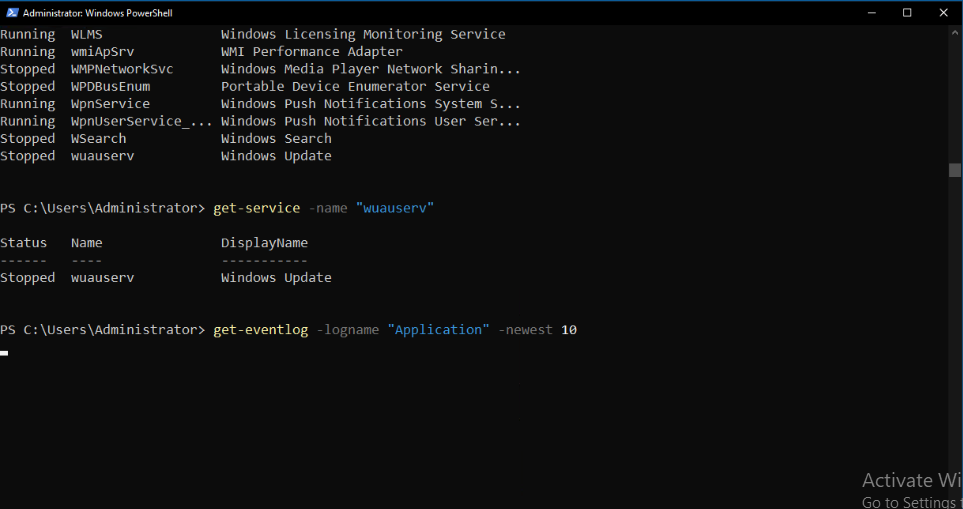 Administrator: Windows PowerShell
Running  WLMS               Windows Licensing Monitoring Service
Running  wmiApSrv           WMI Performance Adapter
Stopped  WMPNetworkSvc      Windows Media Player Network Sharin...
Stopped  WPDBusEnum         Portable Device Enumerator Service
Running  WpnService         Windows Push Notifications System S...
Running  WpnUserService_... Windows Push Notifications User Ser...
Stopped  WSearch            Windows Search
Stopped  wuauserv           Windows Update
PS C:\Users\Administrator> get-service -name "wuauserv"
Status   Name               DisplayName
------   ----               -----------
Stopped  wuauserv           Windows Update
PS C:\Users\Administrator> get-eventlog -logname "Application" -newest 10
Activate Wi
Go to Settings